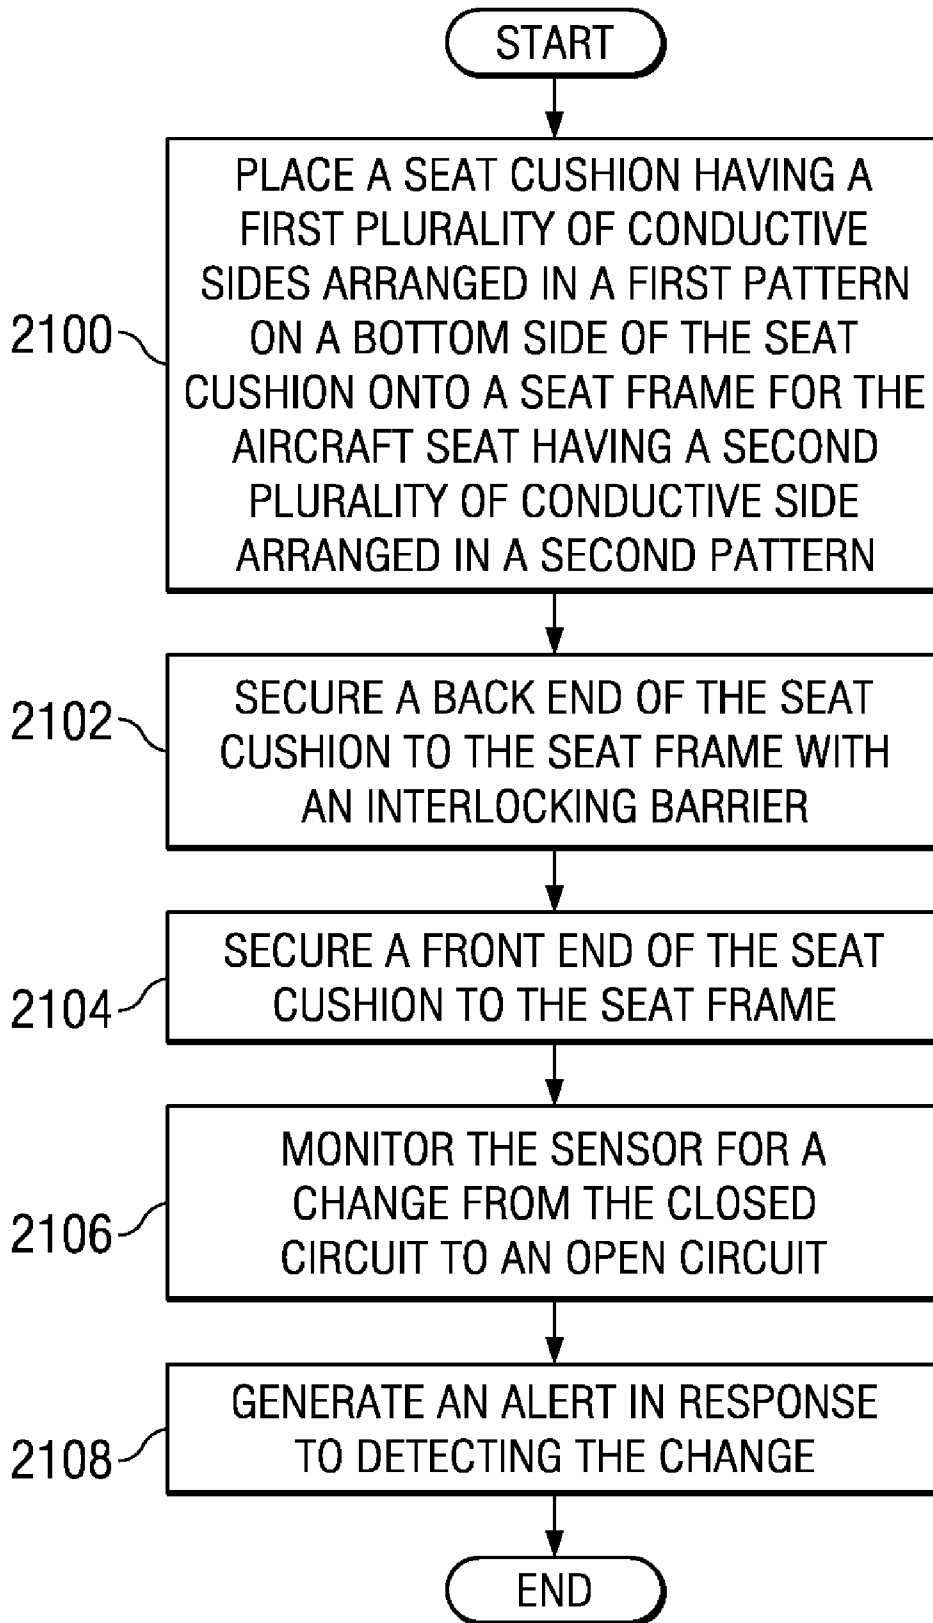 START
2100
PLACE A SEAT CUSHION HAVING A
FIRST PLURALITY OF CONDUCTIVE
SIDES ARRANGED IN A FIRST PATTERN
ON A BOTTOM SIDE OF THE SEAT
CUSHION ONTO A SEAT FRAME FOR THE
AIRCRAFT SEAT HAVING A SECOND
PLURALITY OF CONDUCTIVE SIDE
ARRANGED IN A SECOND PATTERN
2102
SECURE A BACK END OF THE SEAT
CUSHION TO THE SEAT FRAME WITH
AN INTERLOCKING BARRIER
2104
SECURE A FRONT END OF THE SEAT
CUSHION TO THE SEAT FRAME
2106
MONITOR THE SENSOR FOR A
CHANGE FROM THE CLOSED
CIRCUIT TO AN OPEN CIRCUIT
2108
GENERATE AN ALERT IN RESPONSE
TO DETECTING THE CHANGE
END